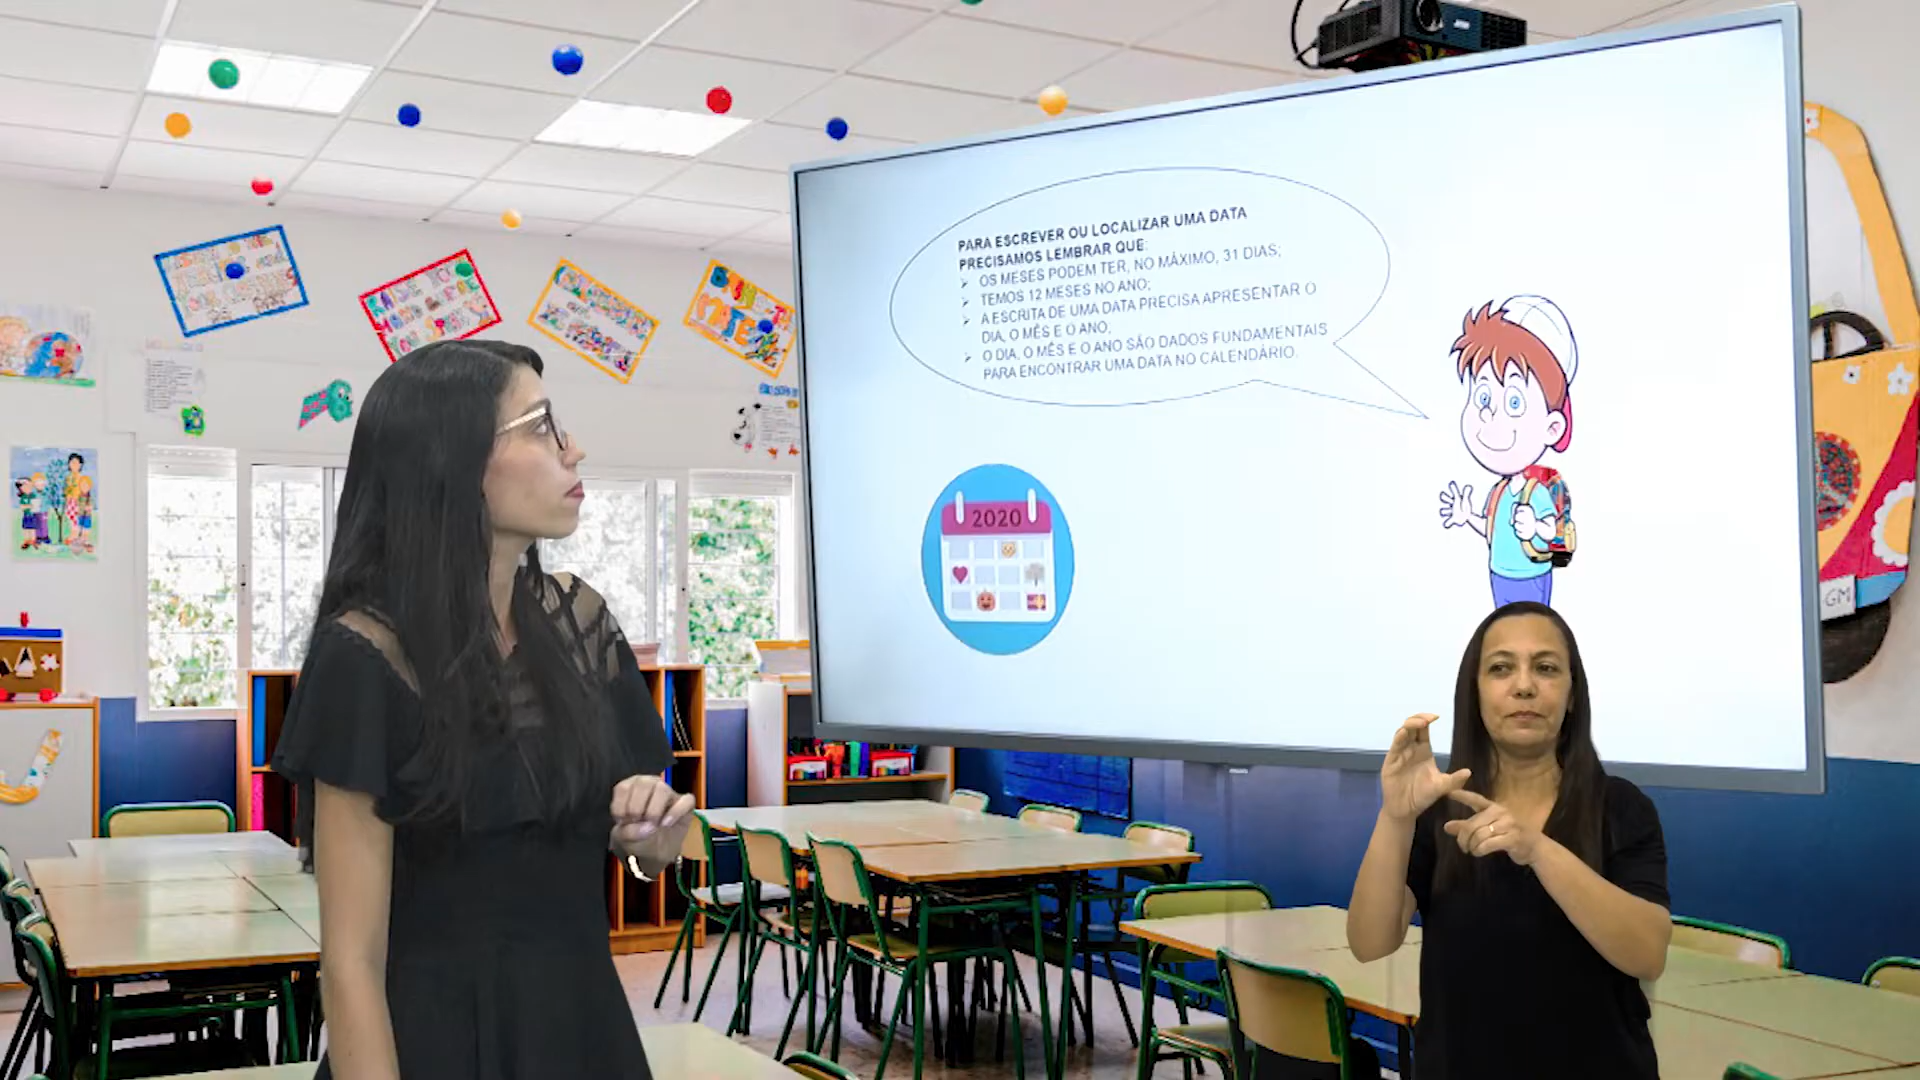 PARA ESCREVER OU LOCALIZAR UMA DATA
PRECISAMOS LEMBRAR QUE:
OS MESES PODEM TER, NO MÁXIMO, 31 DIAS;
TEMOS 12 MESES NO ANO;
A ESCRITA DE UMA DATA PRECISA APRESENTAR O
DIA, O MÊS E O ANO,
O DIA, O MÊS E O ANO SÃO DADOS FUNDAMENTAIS
PARA ENCONTRAR UMA DATA NO CALENDÁRIO.
2020
GM